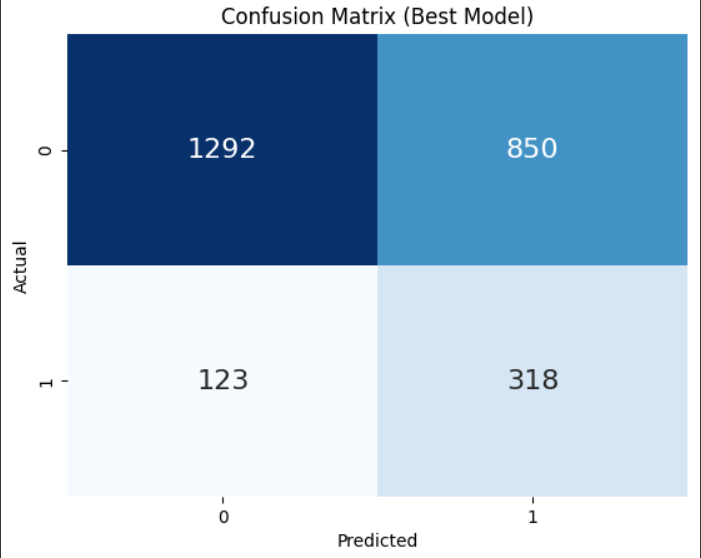 Confusion Matrix (Best Model)
Actual
0
1292
850
1
123
318
0
1
Predicted